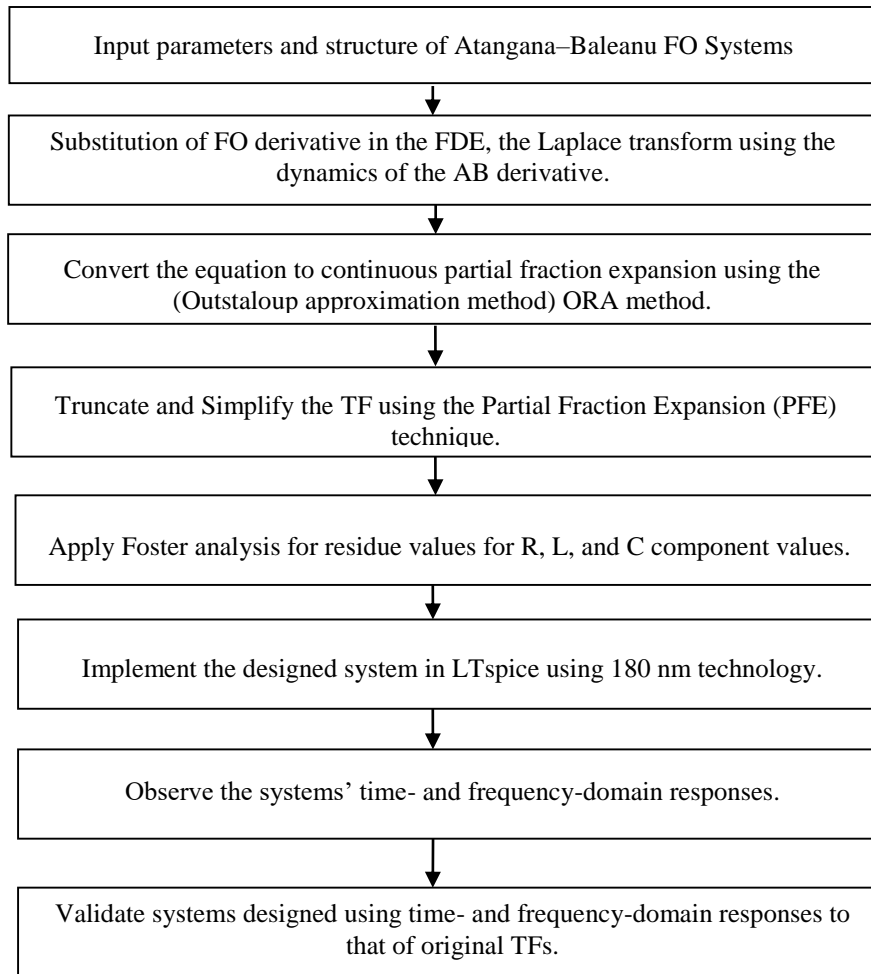 Input parameters and structure of Atangana–Baleanu FO Systems
Substitution of FO derivative in the FDE, the Laplace transform using the
dynamics of the AB derivative.
Convert the equation to continuous partial fraction expansion using the
(Outstaloup approximation method) ORA method.
Truncate and Simplify the TF using the Partial Fraction Expansion (PFE)
technique.
Apply Foster analysis for residue values for R, L, and C component values.
Implement the designed system in LTspice using 180 nm technology.
Observe the systems’ time- and frequency-domain responses.
Validate systems designed using time- and frequency-domain responses to
that of original TFs.